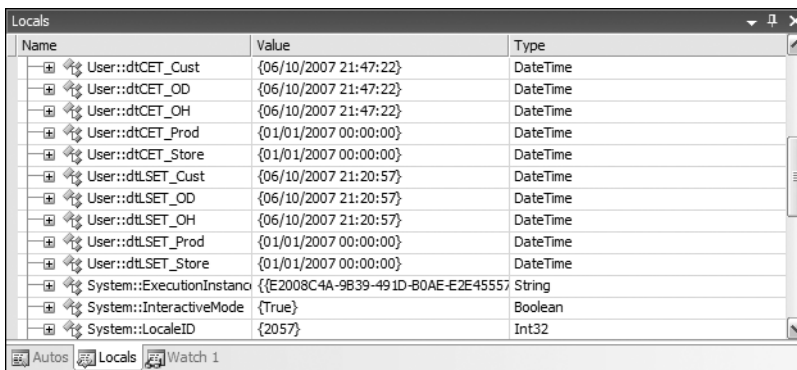 Locals
Name Value Type
User::dtCET_Cust {06/10/2007 21:47:22} DateTime
User::dtCET_OD {06/10/2007 21:47:22} DateTime
User::dtCET_OH {06/10/2007 21:47:22} DateTime
User::dtCET_Prod {01/01/2007 00:00:00} DateTime
User::dtCET_Store {01/01/2007 00:00:00} DateTime
User::dtLSET_Cust {06/10/2007 21:20:57} DateTime
User::dtLSET_OD {06/10/2007 21:20:57} DateTime
User::dtLSET_OH {06/10/2007 21:20:57} DateTime
User::dtLSET_Prod {01/01/2007 00:00:00} DateTime
User::dtLSET_Store {01/01/2007 00:00:00} DateTime
System::ExecutionInstanc {{E2008C4A-9B39-491D-B0AE-E2E45557 String
System::InteractiveMode {True} Boolean
System::LocaleID {2057} Int32
Autos Locals Watch 1